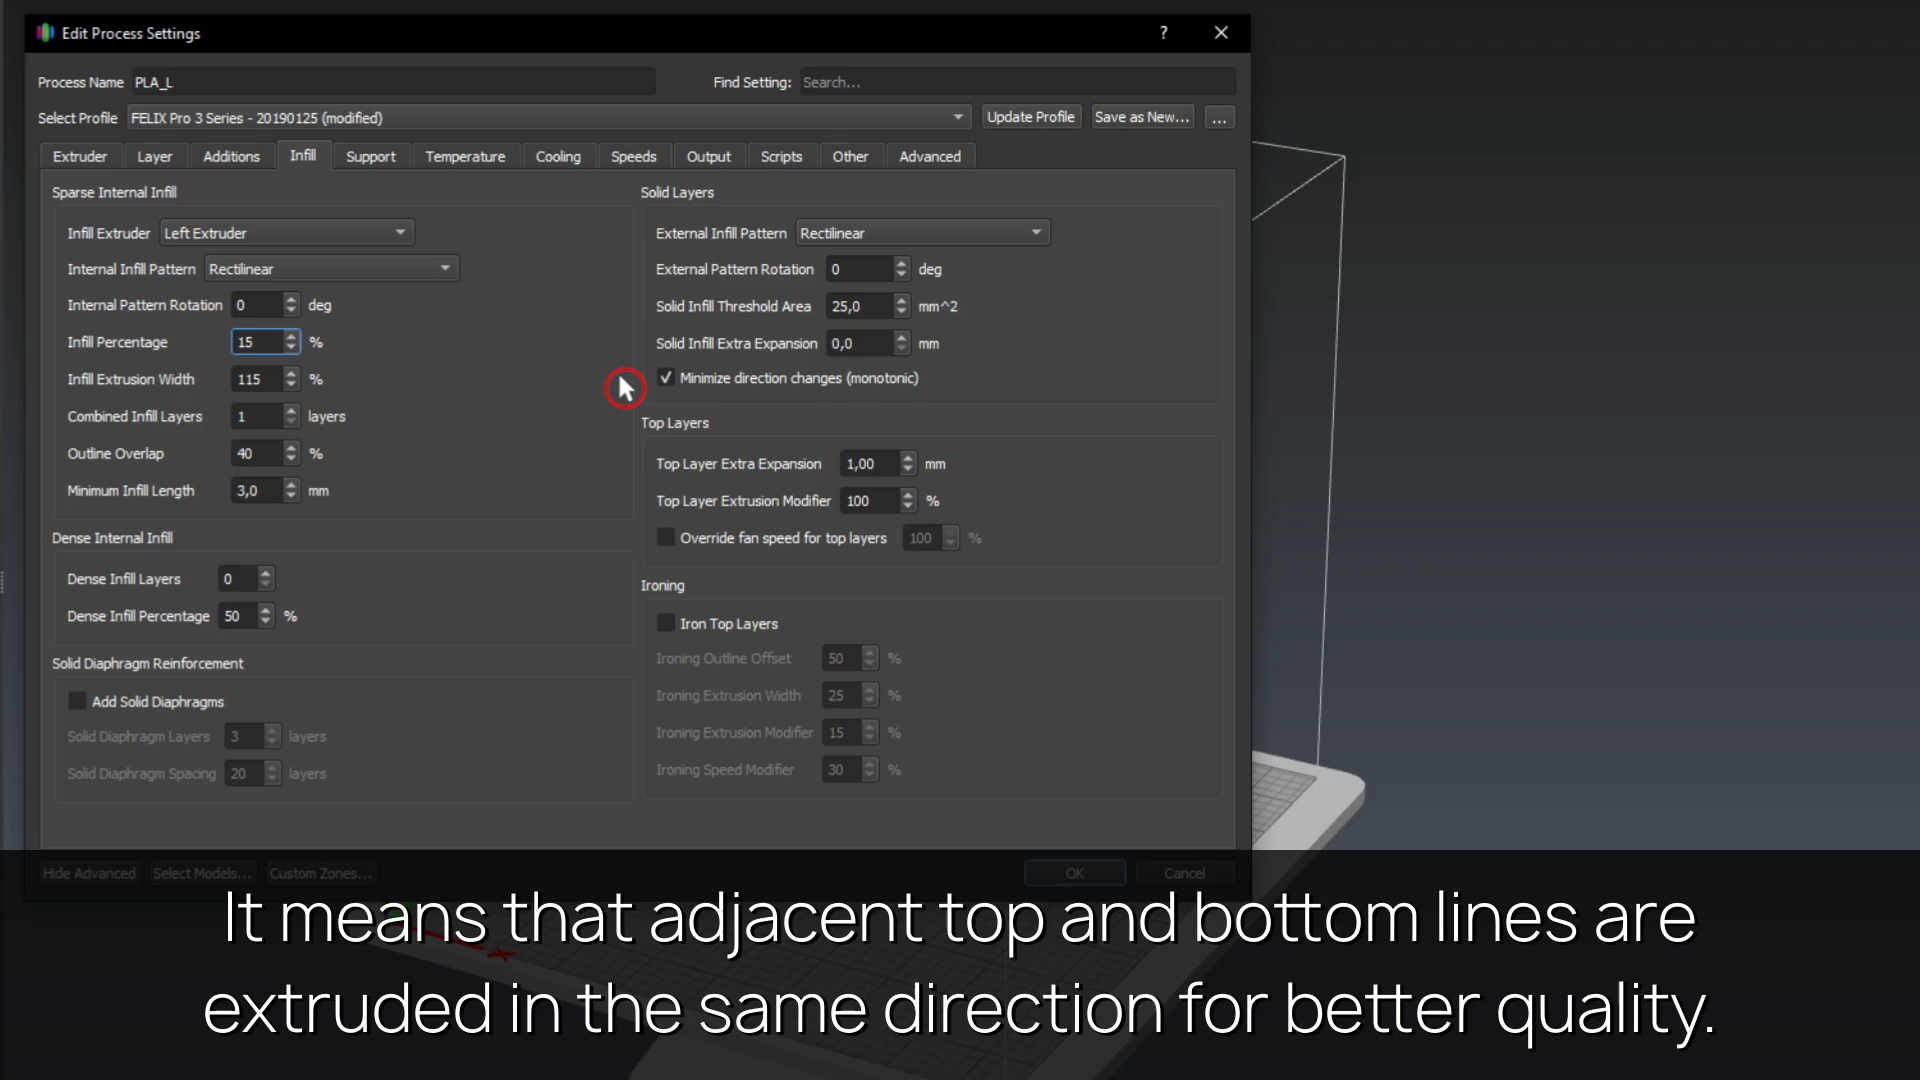 Edit Process Settings
?
Process Name PLA_L
Find Setting: Search...
Select Profile FELIX Pro 3 Series - 20190125 (modified)
Update Profile
Save as New...
...
Extruder
Layer
Additions
Infill
Support
Temperature
Cooling
Speeds
Output
Scripts
Other
Advanced
Sparse Internal Infill
Infill Extruder Left Extruder
Internal Infill Pattern Rectilinear
Internal Pattern Rotation 0 deg
Infill Percentage 15 %
Infill Extrusion Width 115 %
Combined Infill Layers 1 layers
Outline Overlap 40 %
Minimum Infill Length 3,0 mm
Dense Internal Infill
Dense Infill Layers 0
Dense Infill Percentage 50 %
Solid Diaphragm Reinforcement
Add Solid Diaphragms
Solid Diaphragm Layers 3 layers
Solid Diaphragm Spacing 20 layers
Solid Layers
External Infill Pattern Rectilinear
External Pattern Rotation 0 deg
Solid Infill Threshold Area 25,0 mm^2
Solid Infill Extra Expansion 0,0 mm
Minimize direction changes (monotonic)
Top Layers
Top Layer Extra Expansion 1,00 mm
Top Layer Extrusion Modifier 100 %
Override fan speed for top layers 100 %
Ironing
Iron Top Layers
Ironing Outline Offset 50 %
Ironing Extrusion Width 25 %
Ironing Extrusion Modifier 15 %
Ironing Speed Modifier 30 %
Hide Advanced
Select Models...
Custom Zones...
OK
Cancel
It means that adjacent top and bottom lines are
extruded in the same direction for better quality.